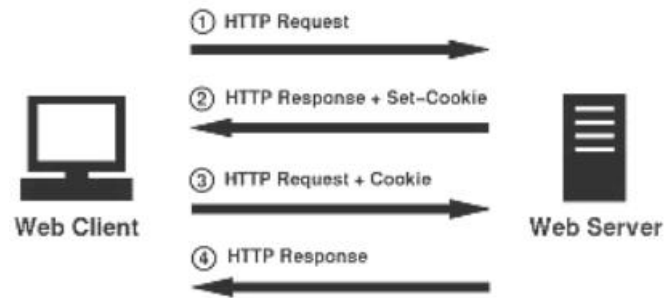 ① HTTP Request
② HTTP Response + Set-Cookie
③ HTTP Request + Cookie
Web Client
Web Server
④ HTTP Response